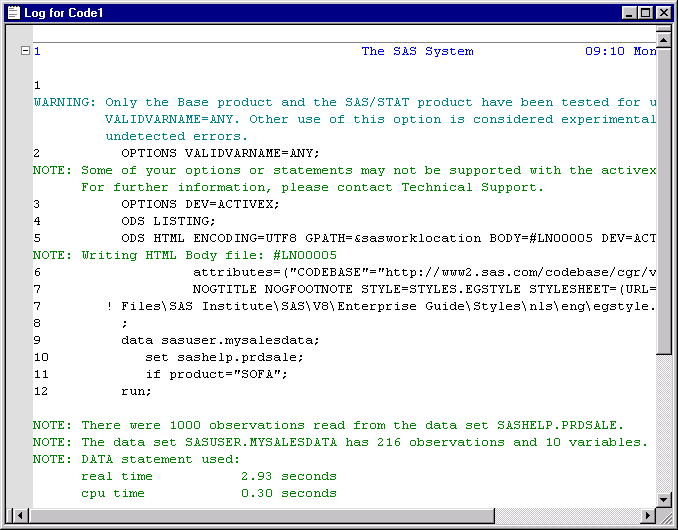 Log for Code1
1 The SAS System 09:10 Mon
1
WARNING: Only the Base product and the SAS/STAT product have been tested for u
VALIDVARNAME=ANY. Other use of this option is considered experimental
undetected errors.
2 OPTIONS VALIDVARNAME=ANY;
NOTE: Some of your options or statements may not be supported with the activex
For further information, please contact Technical Support.
3 OPTIONS DEV=ACTIVEX;
4 ODS LISTING;
5 ODS HTML ENCODING=UTF8 GPATH=&sasworklocation BODY=#LN00005 DEV=ACT
NOTE: Writing HTML Body file: #LN00005
6 attributes=("CODEBASE"="http://www2.sas.com/codebase/cgr/v
7 NOGTITLE NOGFOOTNOTE STYLE=STYLES.EGSTYLE STYLESHEET=(URL=
7 ! Files\SAS Institute\SAS\V8\Enterprise Guide\Styles\nls\eng\egstyle.
8 ;
9 data sasuser.mysalesdata;
10 set sashelp.prdsale;
11 if product="SOFA";
12 run;
NOTE: There were 1000 observations read from the data set SASHELP.PRDSALE.
NOTE: The data set SASUSER.MYSALESDATA has 216 observations and 10 variables.
NOTE: DATA statement used:
real time 2.93 seconds
cpu time 0.30 seconds